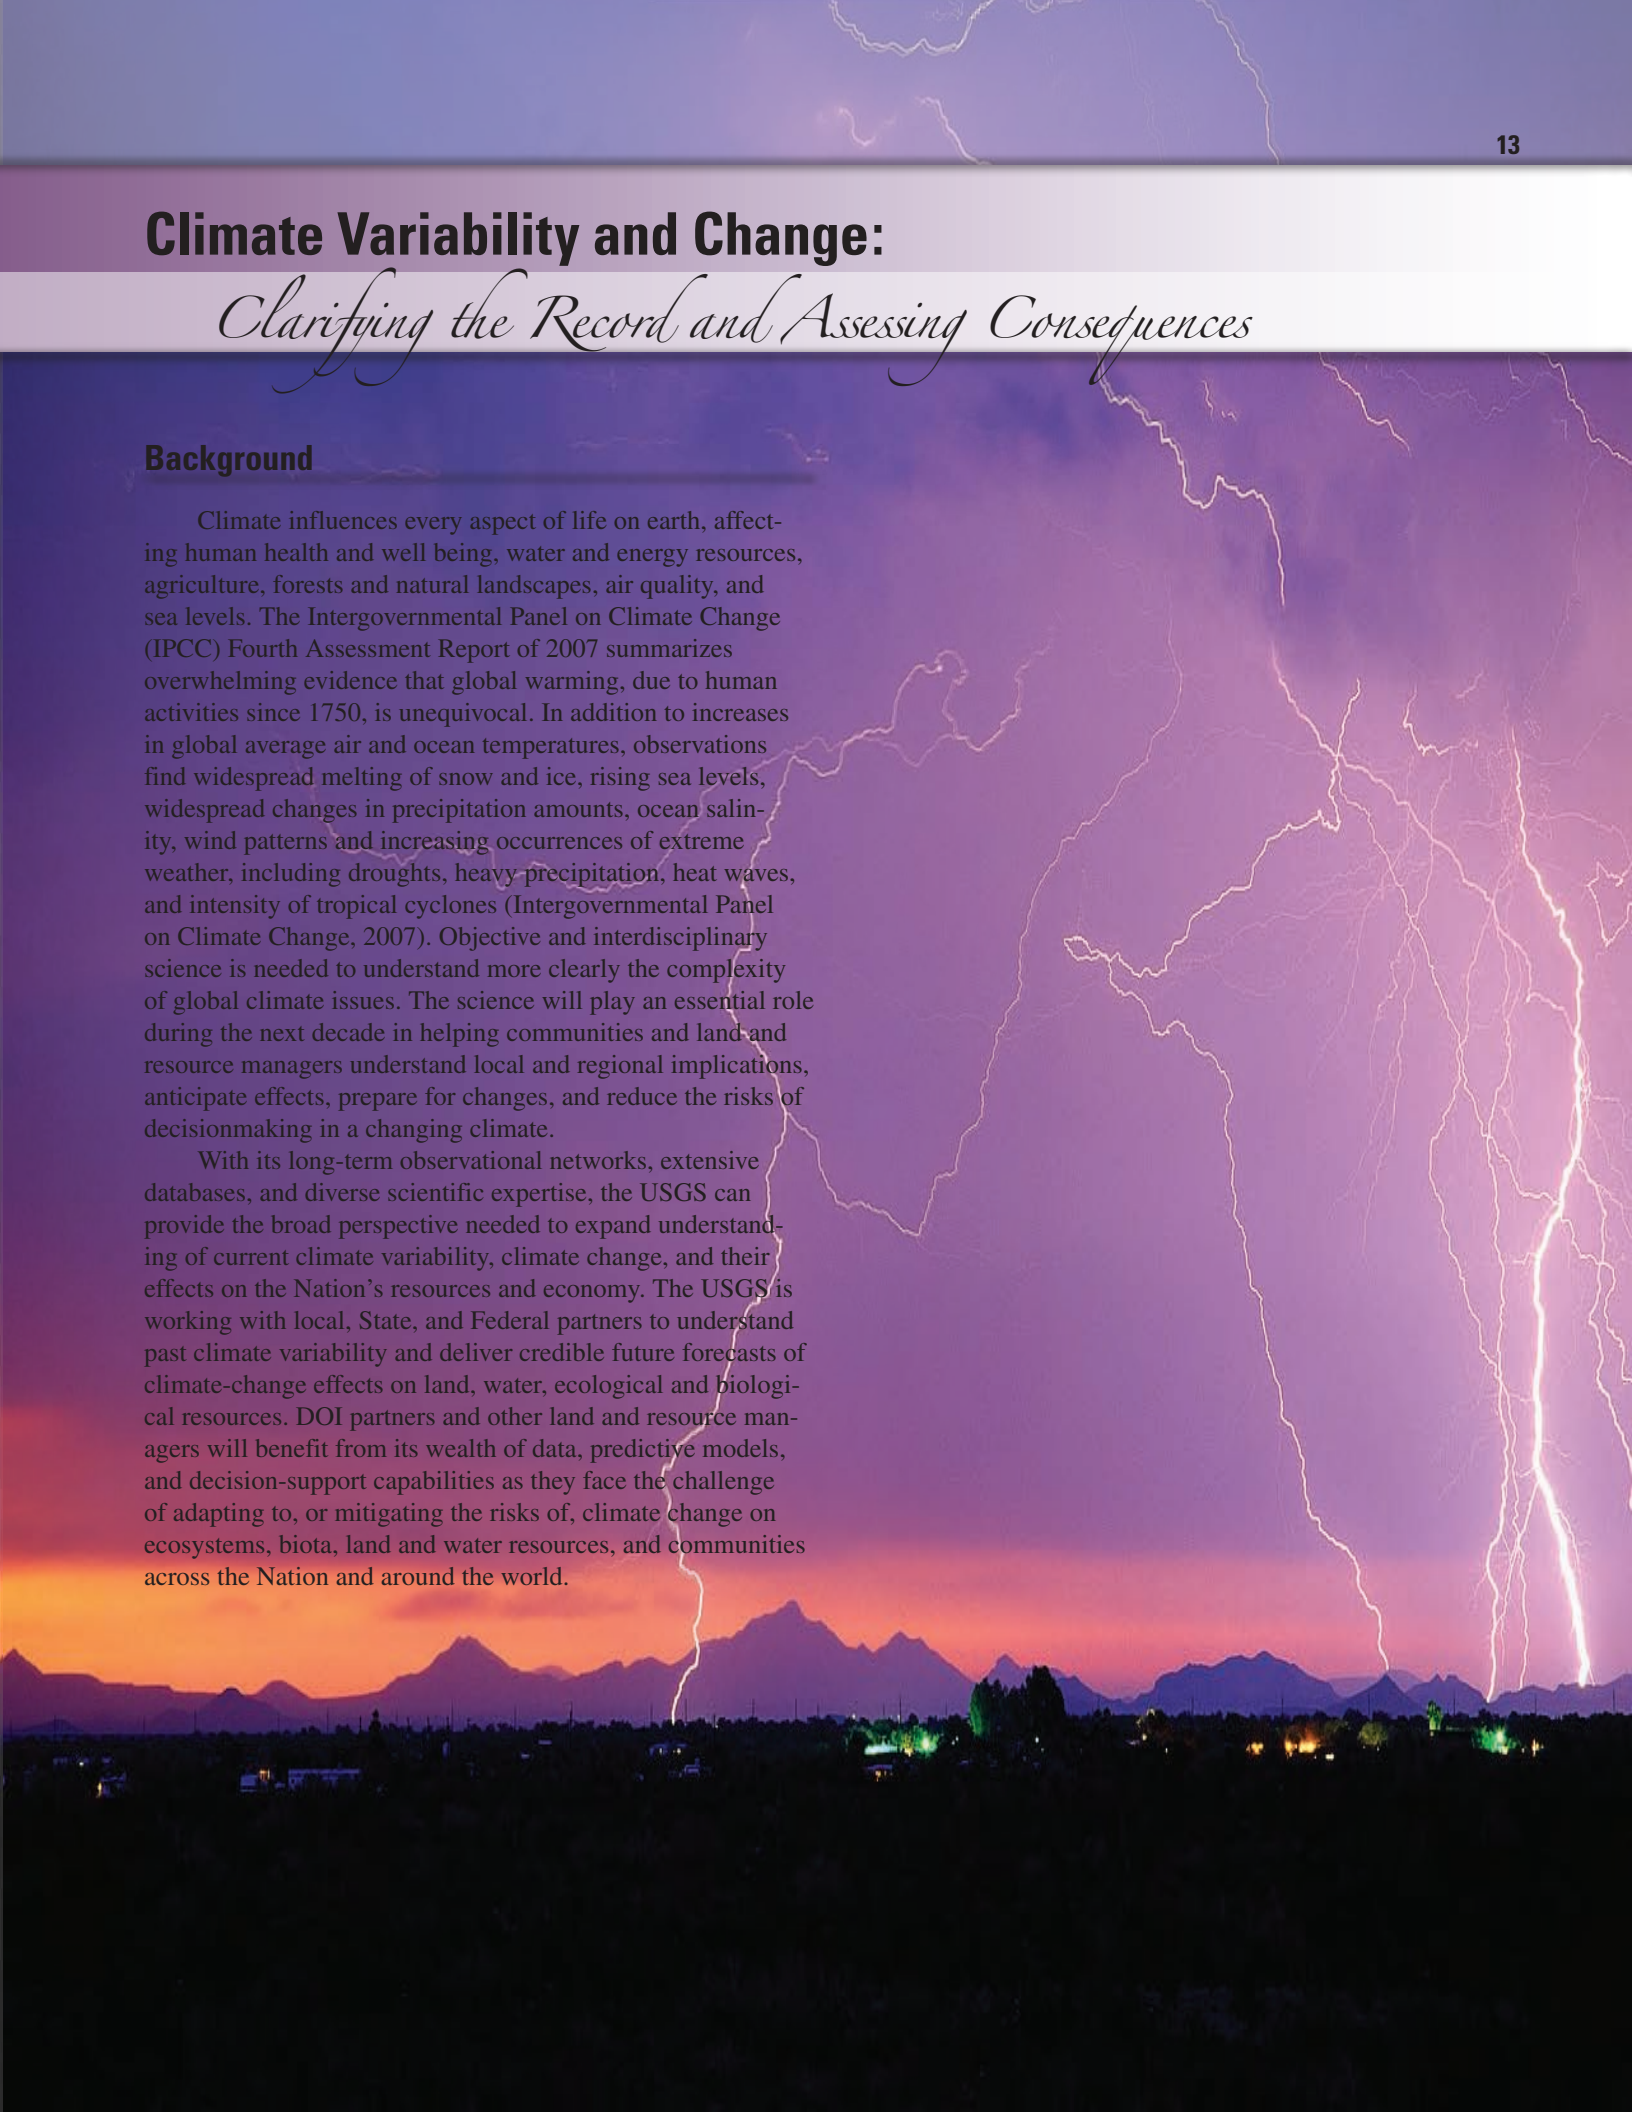 13
Climate Variability and Change:
Clarifying the Record and Assessing Consequences
Background
Climate influences every aspect of life on earth, affect-
ing human health and well being, water and energy resources,
agriculture, forests and natural landscapes, air quality, and
sea levels. The Intergovernmental Panel on Climate Change
(IPCC) Fourth Assessment Report of 2007 summarizes
overwhelming evidence that global warming, due to human
activities since 1750, is unequivocal. In addition to increases
in global average air and ocean temperatures, observations
find widespread melting of snow and ice, rising sea levels,
widespread changes in precipitation amounts, ocean salin-
ity, wind patterns and increasing occurrences of extreme
weather, including droughts, heavy precipitation, heat waves,
and intensity of tropical cyclones (Intergovernmental Panel
on Climate Change, 2007). Objective and interdisciplinary
science is needed to understand more clearly the complexity
of global climate issues. The science will play an essential role
during the next decade in helping communities and land and
resource managers understand local and regional implications,
anticipate effects, prepare for changes, and reduce the risks of
decisionmaking in a changing climate.
With its long-term observational networks, extensive
databases, and diverse scientific expertise, the USGS can
provide the broad perspective needed to expand understand-
ing of current climate variability, climate change, and their
effects on the Nation’s resources and economy. The USGS is
working with local, State, and Federal partners to understand
past climate variability and deliver credible future forecasts of
climate-change effects on land, water, ecological and biologi-
cal resources. DOI partners and other land and resource man-
agers will benefit from its wealth of data, predictive models,
and decision-support capabilities as they face the challenge
of adapting to, or mitigating the risks of, climate change on
ecosystems, biota, land and water resources, and communities
across the Nation and around the world.